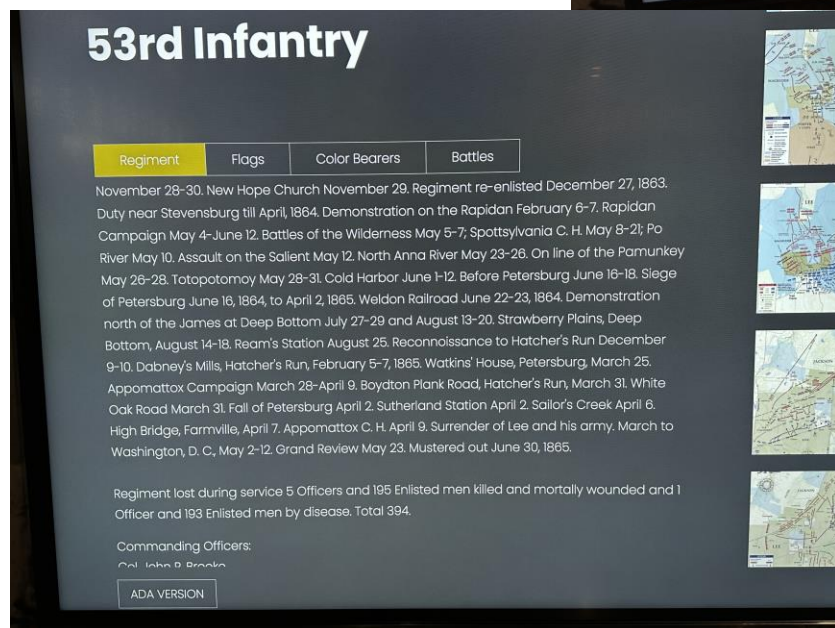 53rd Infantry
Regiment
Flags
Color Bearers
Battles
November 28-30. New Hope Church November 29. Regiment re-enlisted December 27, 1863.
Duty near Stevensburg till April, 1864. Demonstration on the Rapidan February 6-7. Rapidan
Campaign May 4-June 12. Battles of the Wilderness May 5-7; Spottsylvania C. H. May 8-21; Po
River May 10. Assault on the Salient May 12. North Anna River May 23-26. On line of the Pamunkey
May 26-28. Totopotomoy May 28-31. Cold Harbor June 1-12. Before Petersburg June 16-18. Siege
of Petersburg June 16, 1864, to April 2, 1865. Weldon Railroad June 22-23, 1864. Demonstration
north of the James at Deep Bottom July 27-29 and August 13-20. Strawberry Plains, Deep
Bottom, August 14-18. Ream's Station August 25. Reconnoissance to Hatcher's Run December
9-10. Dabney's Mills, Hatcher's Run, February 5-7, 1865. Watkins' House, Petersburg, March 25.
Appomattox Campaign March 28-April 9. Boydton Plank Road, Hatcher's Run, March 31. White
Oak Road March 31. Fall of Petersburg April 2. Sutherland Station April 2. Sailor's Creek April 6.
High Bridge, Farmville, April 7. Appomattox C. H. April 9. Surrender of Lee and his army. March to
Washington, D. C., May 2-12. Grand Review May 23. Mustered out June 30, 1865.
Regiment lost during service 5 Officers and 195 Enlisted men killed and mortally wounded and 1
Officer and 193 Enlisted men by disease. Total 394.
Commanding Officers:
Col. John R. Brooke
ADA VERSION